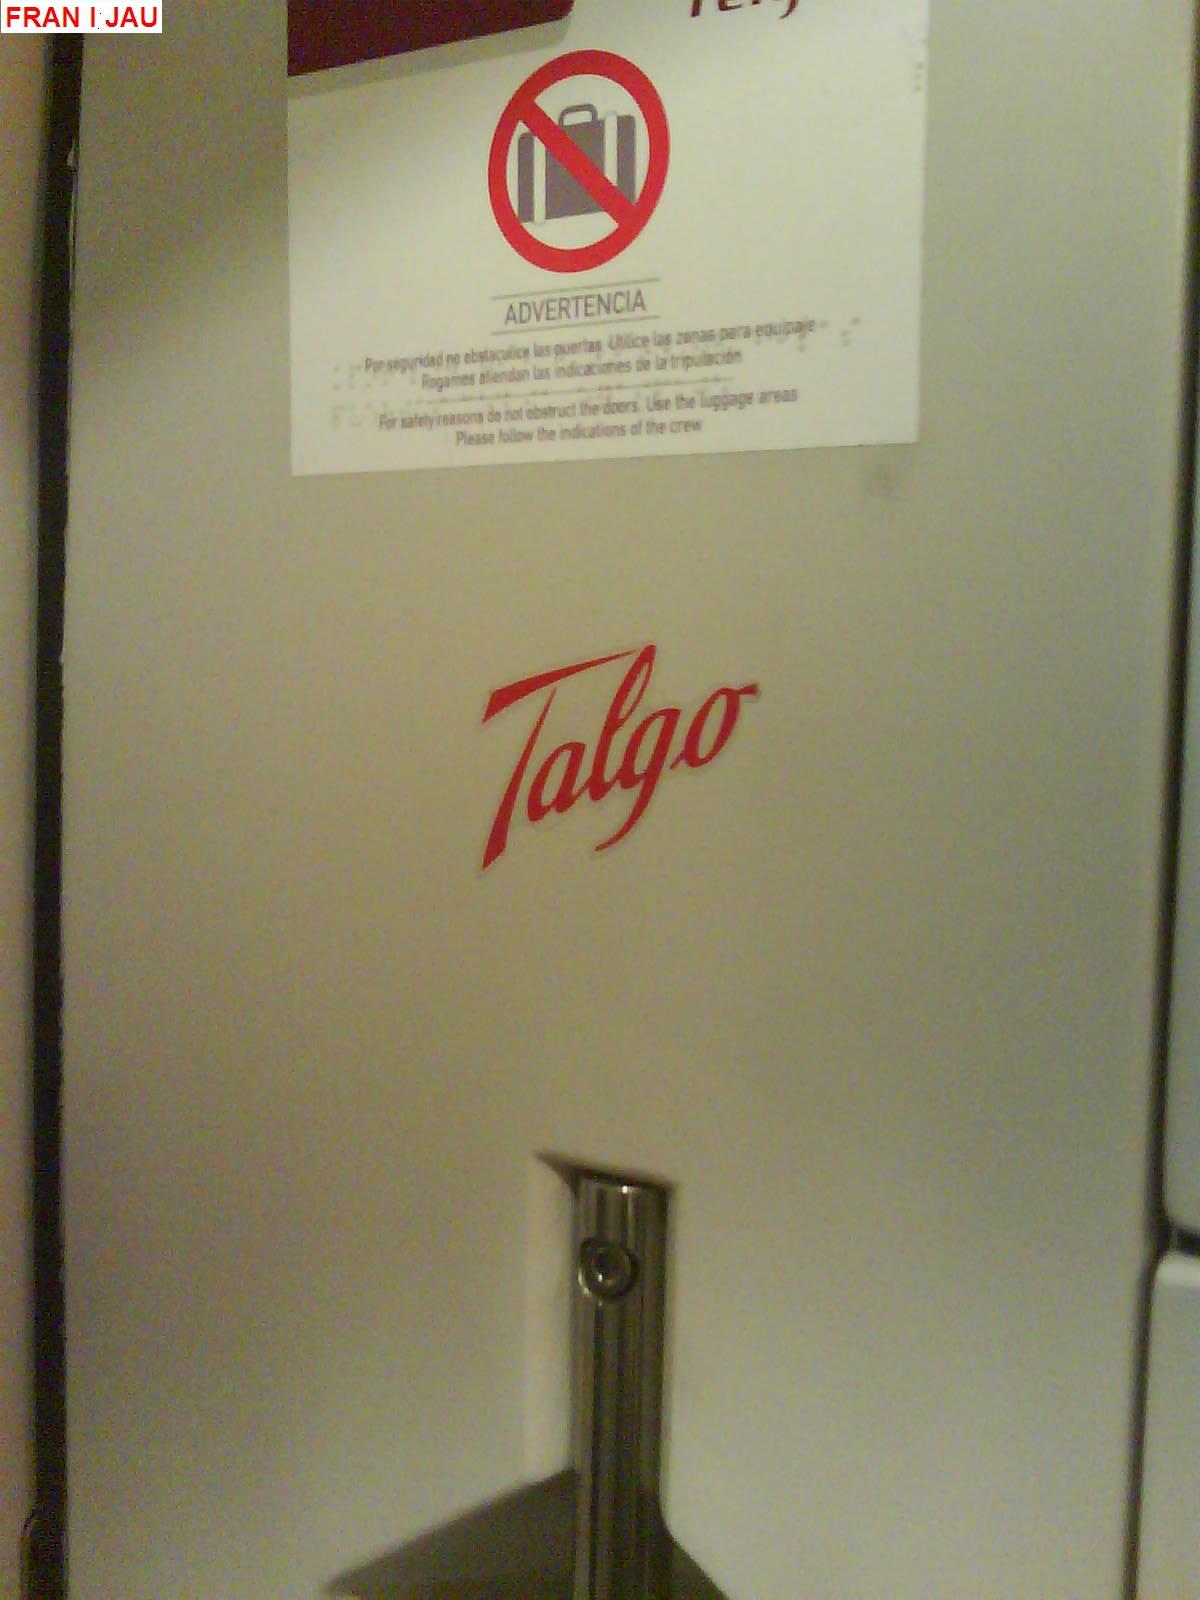 FRAN I JAU
ADVERTENCIA
Por seguridad no obstaculice las puertas. Utilice las zonas para equipaje
Rogamos atiendan las indicaciones de la tripulación
For safety reasons do not obstruct the doors. Use the luggage areas
Please follow the indications of the crew
Talgo